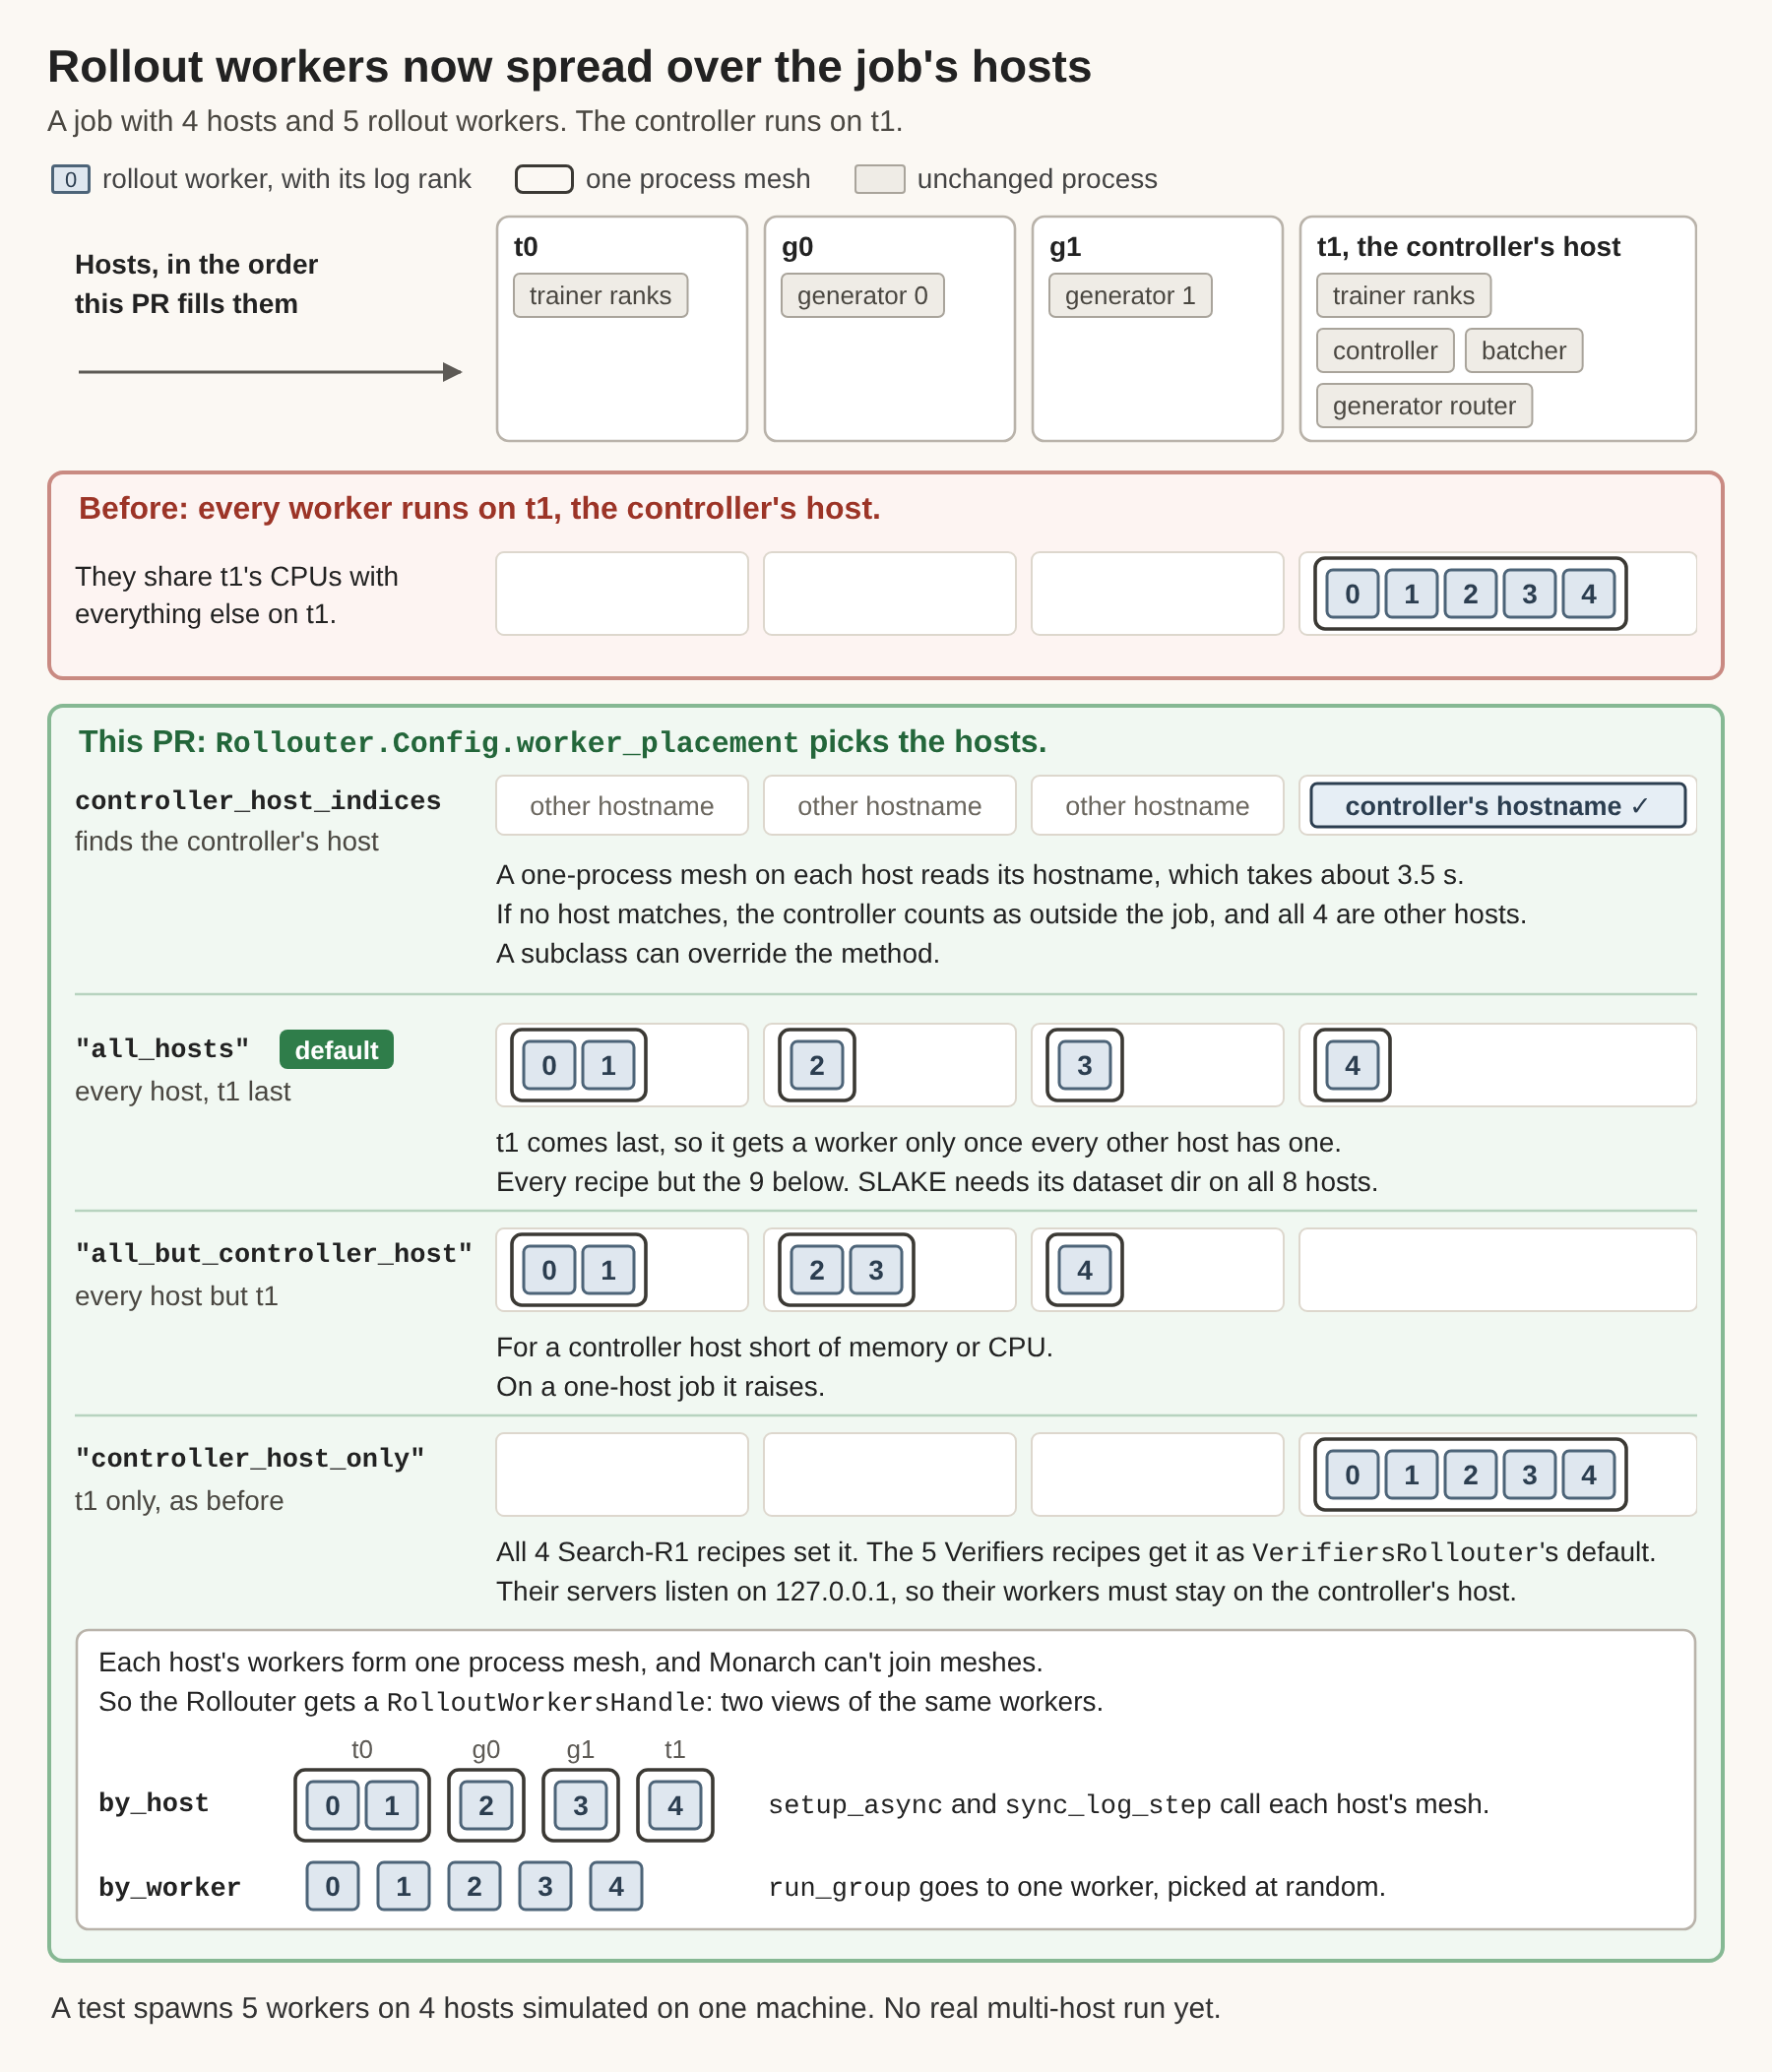 Rollout workers now spread over the job's hosts
A job with 4 hosts and 5 rollout workers. The controller runs on t1.
0 rollout worker, with its log rank one process mesh unchanged process
Hosts, in the order
this PR fills them
t0
trainer ranks
g0
generator 0
g1
generator 1
t1, the controller's host
trainer ranks
controller batcher
generator router
Before: every worker runs on t1, the controller's host.
They share t1's CPUs with
everything else on t1.
0 1 2 3 4
This PR: Rollouter.Config.worker_placement picks the hosts.
controller_host_indices
finds the controller's host
other hostname other hostname other hostname controller's hostname ✓
A one-process mesh on each host reads its hostname, which takes about 3.5 s.
If no host matches, the controller counts as outside the job, and all 4 are other hosts.
A subclass can override the method.
"all_hosts" default
every host, t1 last
0 1 2 3 4
t1 comes last, so it gets a worker only once every other host has one.
Every recipe but the 9 below. SLAKE needs its dataset dir on all 8 hosts.
"all_but_controller_host"
every host but t1
0 1 2 3 4
For a controller host short of memory or CPU.
On a one-host job it raises.
"controller_host_only"
t1 only, as before
0 1 2 3 4
All 4 Search-R1 recipes set it. The 5 Verifiers recipes get it as VerifiersRollouter's default.
Their servers listen on 127.0.0.1, so their workers must stay on the controller's host.
Each host's workers form one process mesh, and Monarch can't join meshes.
So the Rollouter gets a RolloutWorkersHandle: two views of the same workers.
t0 g0 g1 t1
by_host 0 1 2 3 4 setup_async and sync_log_step call each host's mesh.
by_worker 0 1 2 3 4 run_group goes to one worker, picked at random.
A test spawns 5 workers on 4 hosts simulated on one machine. No real multi-host run yet.